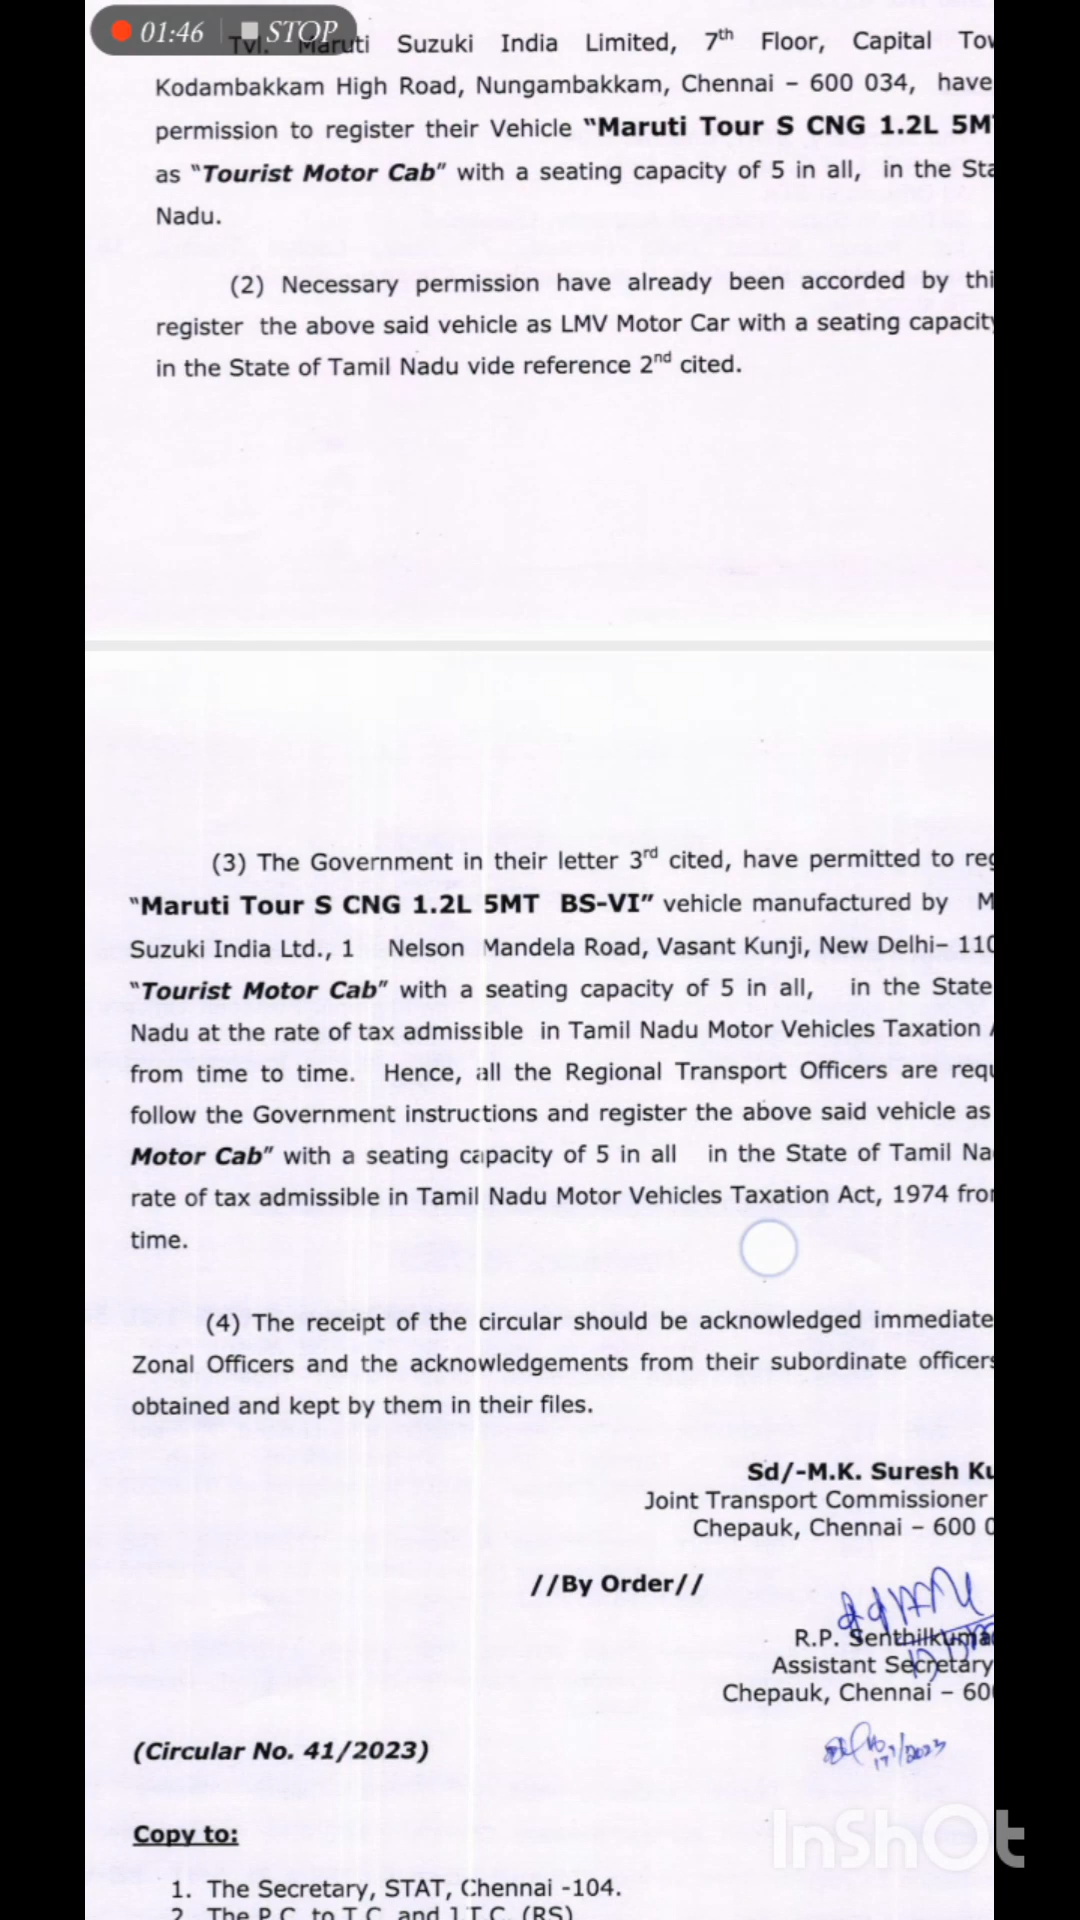 01:46 STOP
Tvl. Maruti Suzuki India Limited, 7th Floor, Capital Tow
Kodambakkam High Road, Nungambakkam, Chennai – 600 034, have
permission to register their Vehicle "Maruti Tour S CNG 1.2L 5MT
as "Tourist Motor Cab" with a seating capacity of 5 in all, in the Sta
Nadu.
(2) Necessary permission have already been accorded by thi
register the above said vehicle as LMV Motor Car with a seating capacity
in the State of Tamil Nadu vide reference 2nd cited.
(3) The Government in their letter 3rd cited, have permitted to reg
"Maruti Tour S CNG 1.2L 5MT BS-VI" vehicle manufactured by M
Suzuki India Ltd., 1 Nelson Mandela Road, Vasant Kunji, New Delhi– 110
"Tourist Motor Cab" with a seating capacity of 5 in all, in the State
Nadu at the rate of tax admissible in Tamil Nadu Motor Vehicles Taxation A
from time to time. Hence, all the Regional Transport Officers are requ
follow the Government instructions and register the above said vehicle as
Motor Cab" with a seating capacity of 5 in all in the State of Tamil Na
rate of tax admissible in Tamil Nadu Motor Vehicles Taxation Act, 1974 from
time.
(4) The receipt of the circular should be acknowledged immediate
Zonal Officers and the acknowledgements from their subordinate officers
obtained and kept by them in their files.
Sd/-M.K. Suresh Ku
Joint Transport Commissioner
Chepauk, Chennai – 600 0
//By Order//
R.P. Senthilkuma
Assistant Secretary
Chepauk, Chennai – 60
(Circular No. 41/2023)
Copy to:
InShOt
1. The Secretary, STAT, Chennai -104.
2. The P.C. to T.C. and J.T.C. (RS)